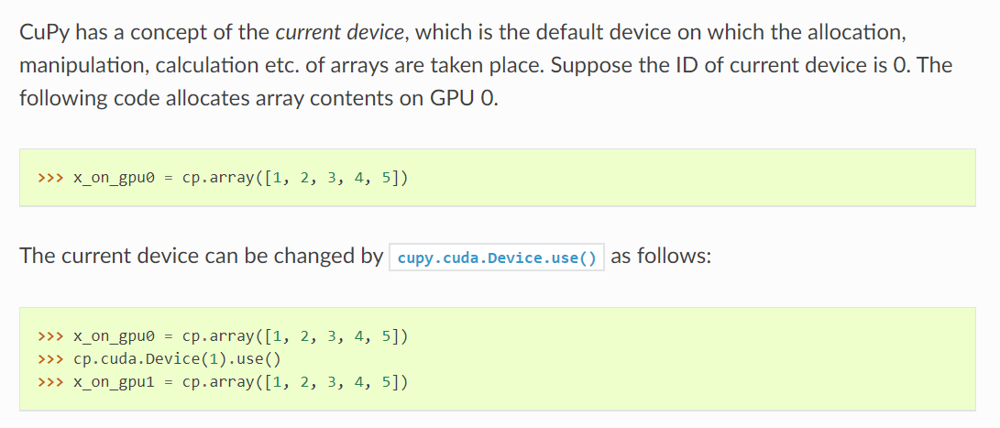 CuPy has a concept of the current device, which is the default device on which the allocation,
manipulation, calculation etc. of arrays are taken place. Suppose the ID of current device is 0. The
following code allocates array contents on GPU 0.
>>> x_on_gpu0 = cp.array([1, 2, 3, 4, 5])
The current device can be changed by cupy.cuda.Device.use() as follows:
>>> x_on_gpu0 = cp.array([1, 2, 3, 4, 5])
>>> cp.cuda.Device(1).use()
>>> x_on_gpu1 = cp.array([1, 2, 3, 4, 5])